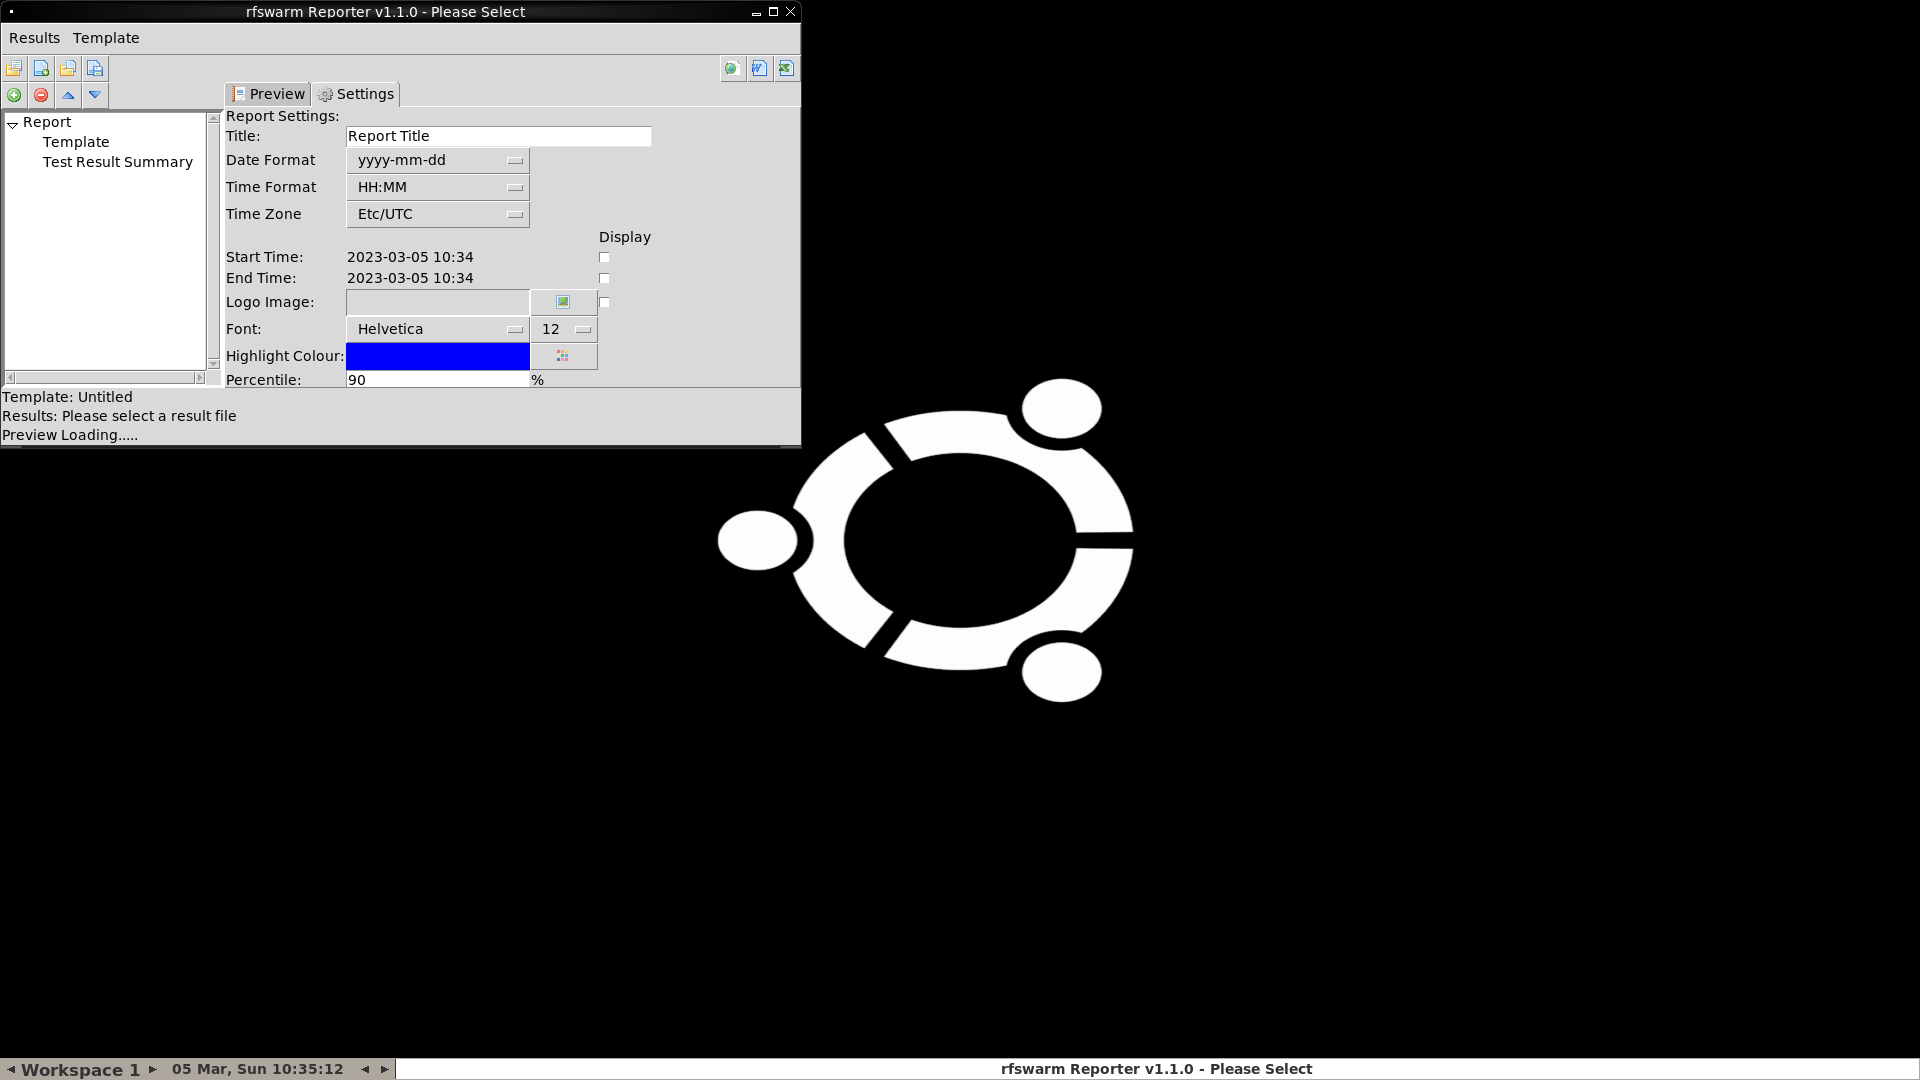 rfswarm Reporter v1.1.0 - Please Select
Results Template
Preview Settings
Report
Template
Test Result Summary
Report Settings:
Title: Report Title
Date Format yyyy-mm-dd
Time Format HH:MM
Time Zone Etc/UTC
Display
Start Time: 2023-03-05 10:34
End Time: 2023-03-05 10:34
Logo Image:
Font: Helvetica 12
Highlight Colour:
Percentile: 90 %
Template: Untitled
Results: Please select a result file
Preview Loading.....
Workspace 1 05 Mar, Sun 10:35:12 rfswarm Reporter v1.1.0 - Please Select